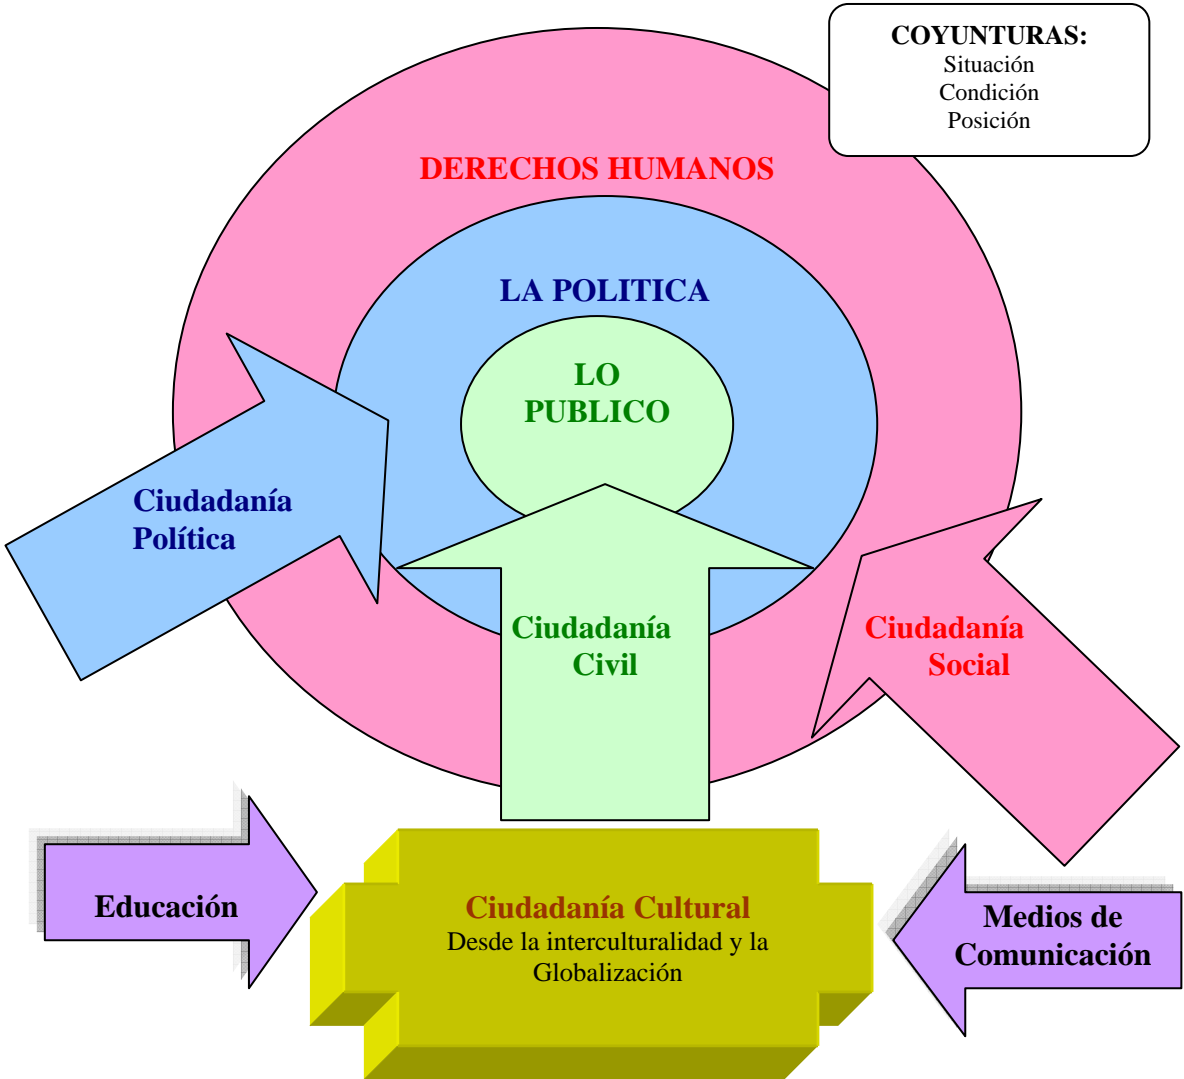 COYUNTURAS:
Situación
Condición
Posición
DERECHOS HUMANOS
LA POLITICA
LO
PUBLICO
Ciudadanía
Política
Ciudadanía
Civil
Ciudadanía
Social
Educación
Ciudadanía Cultural
Desde la interculturalidad y la
Globalización
Medios de
Comunicación